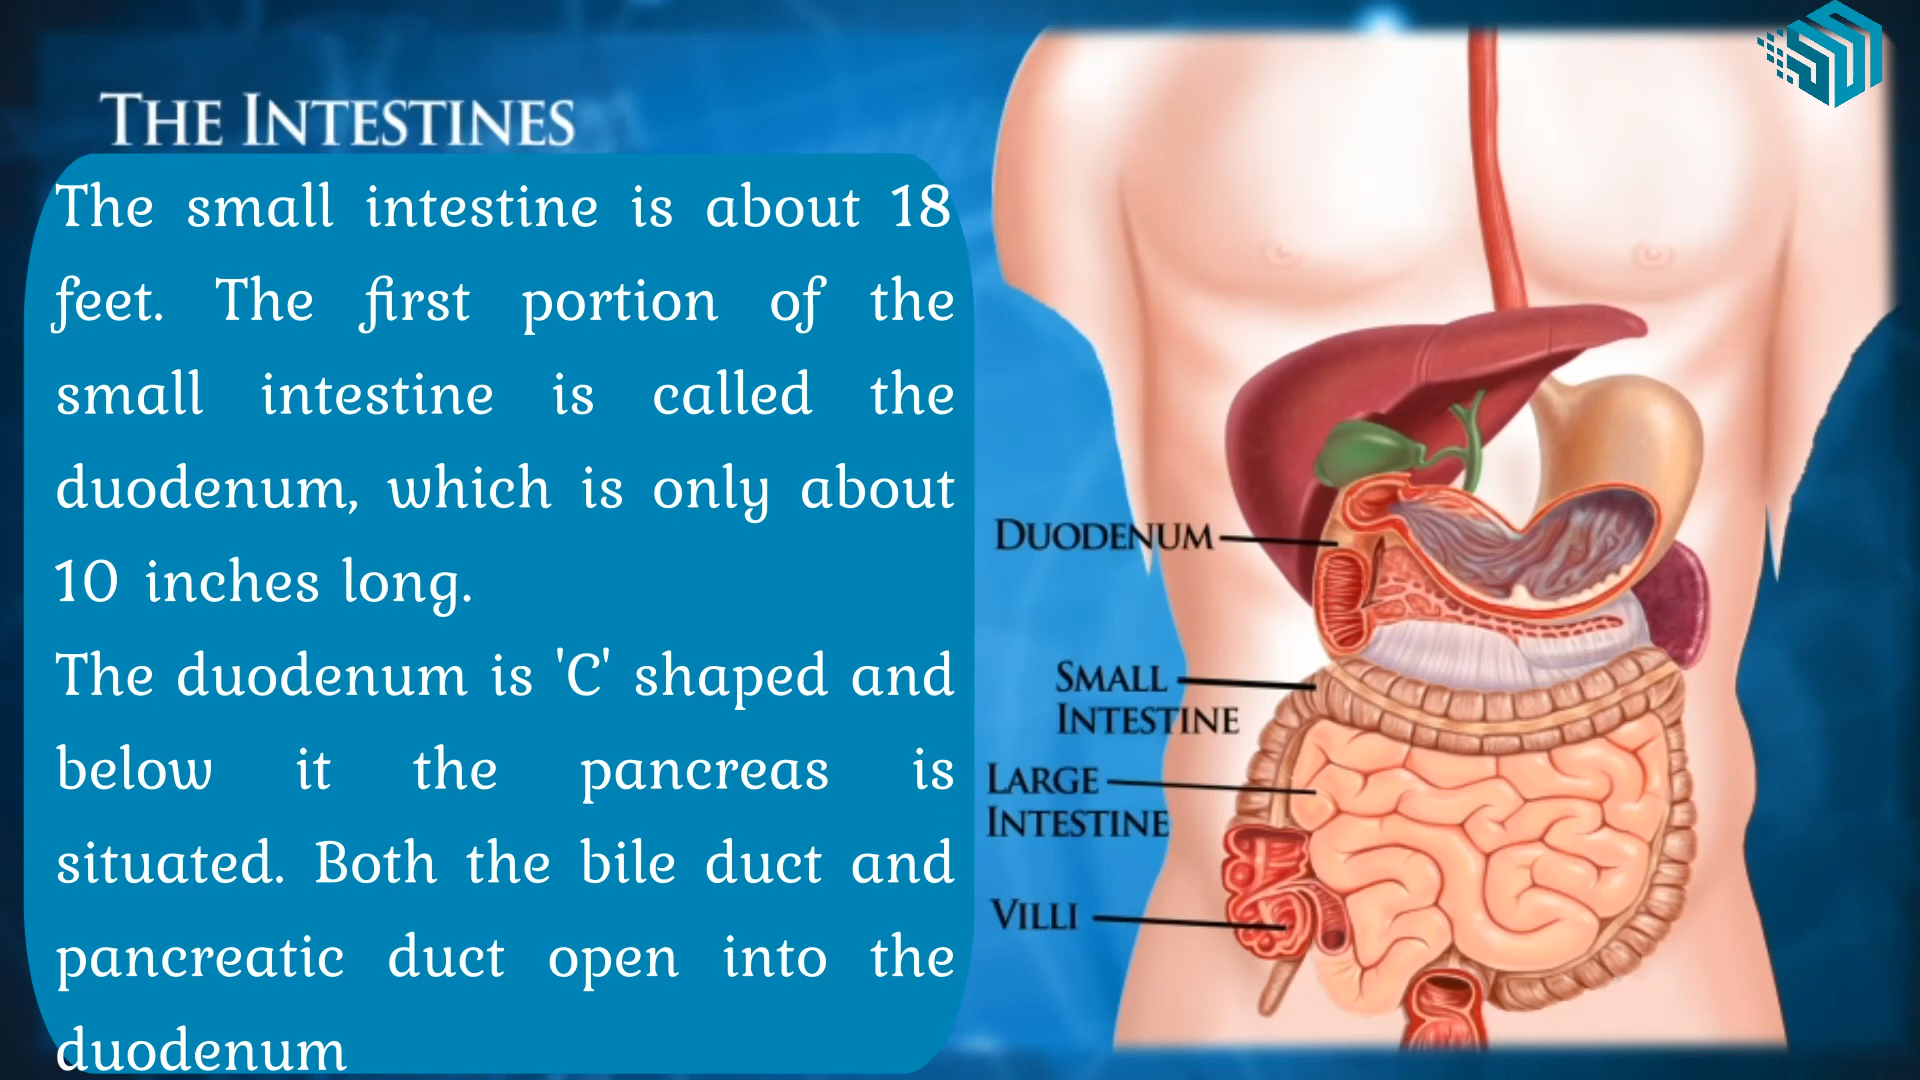 THE INTESTINES
The small intestine is about 18
feet. The first portion of the
small intestine is called the
duodenum, which is only about
10 inches long.
The duodenum is 'C' shaped and
below it the pancreas is
situated. Both the bile duct and
pancreatic duct open into the
duodenum
DUODENUM
SMALL
INTESTINE
LARGE
INTESTINE
VILLI